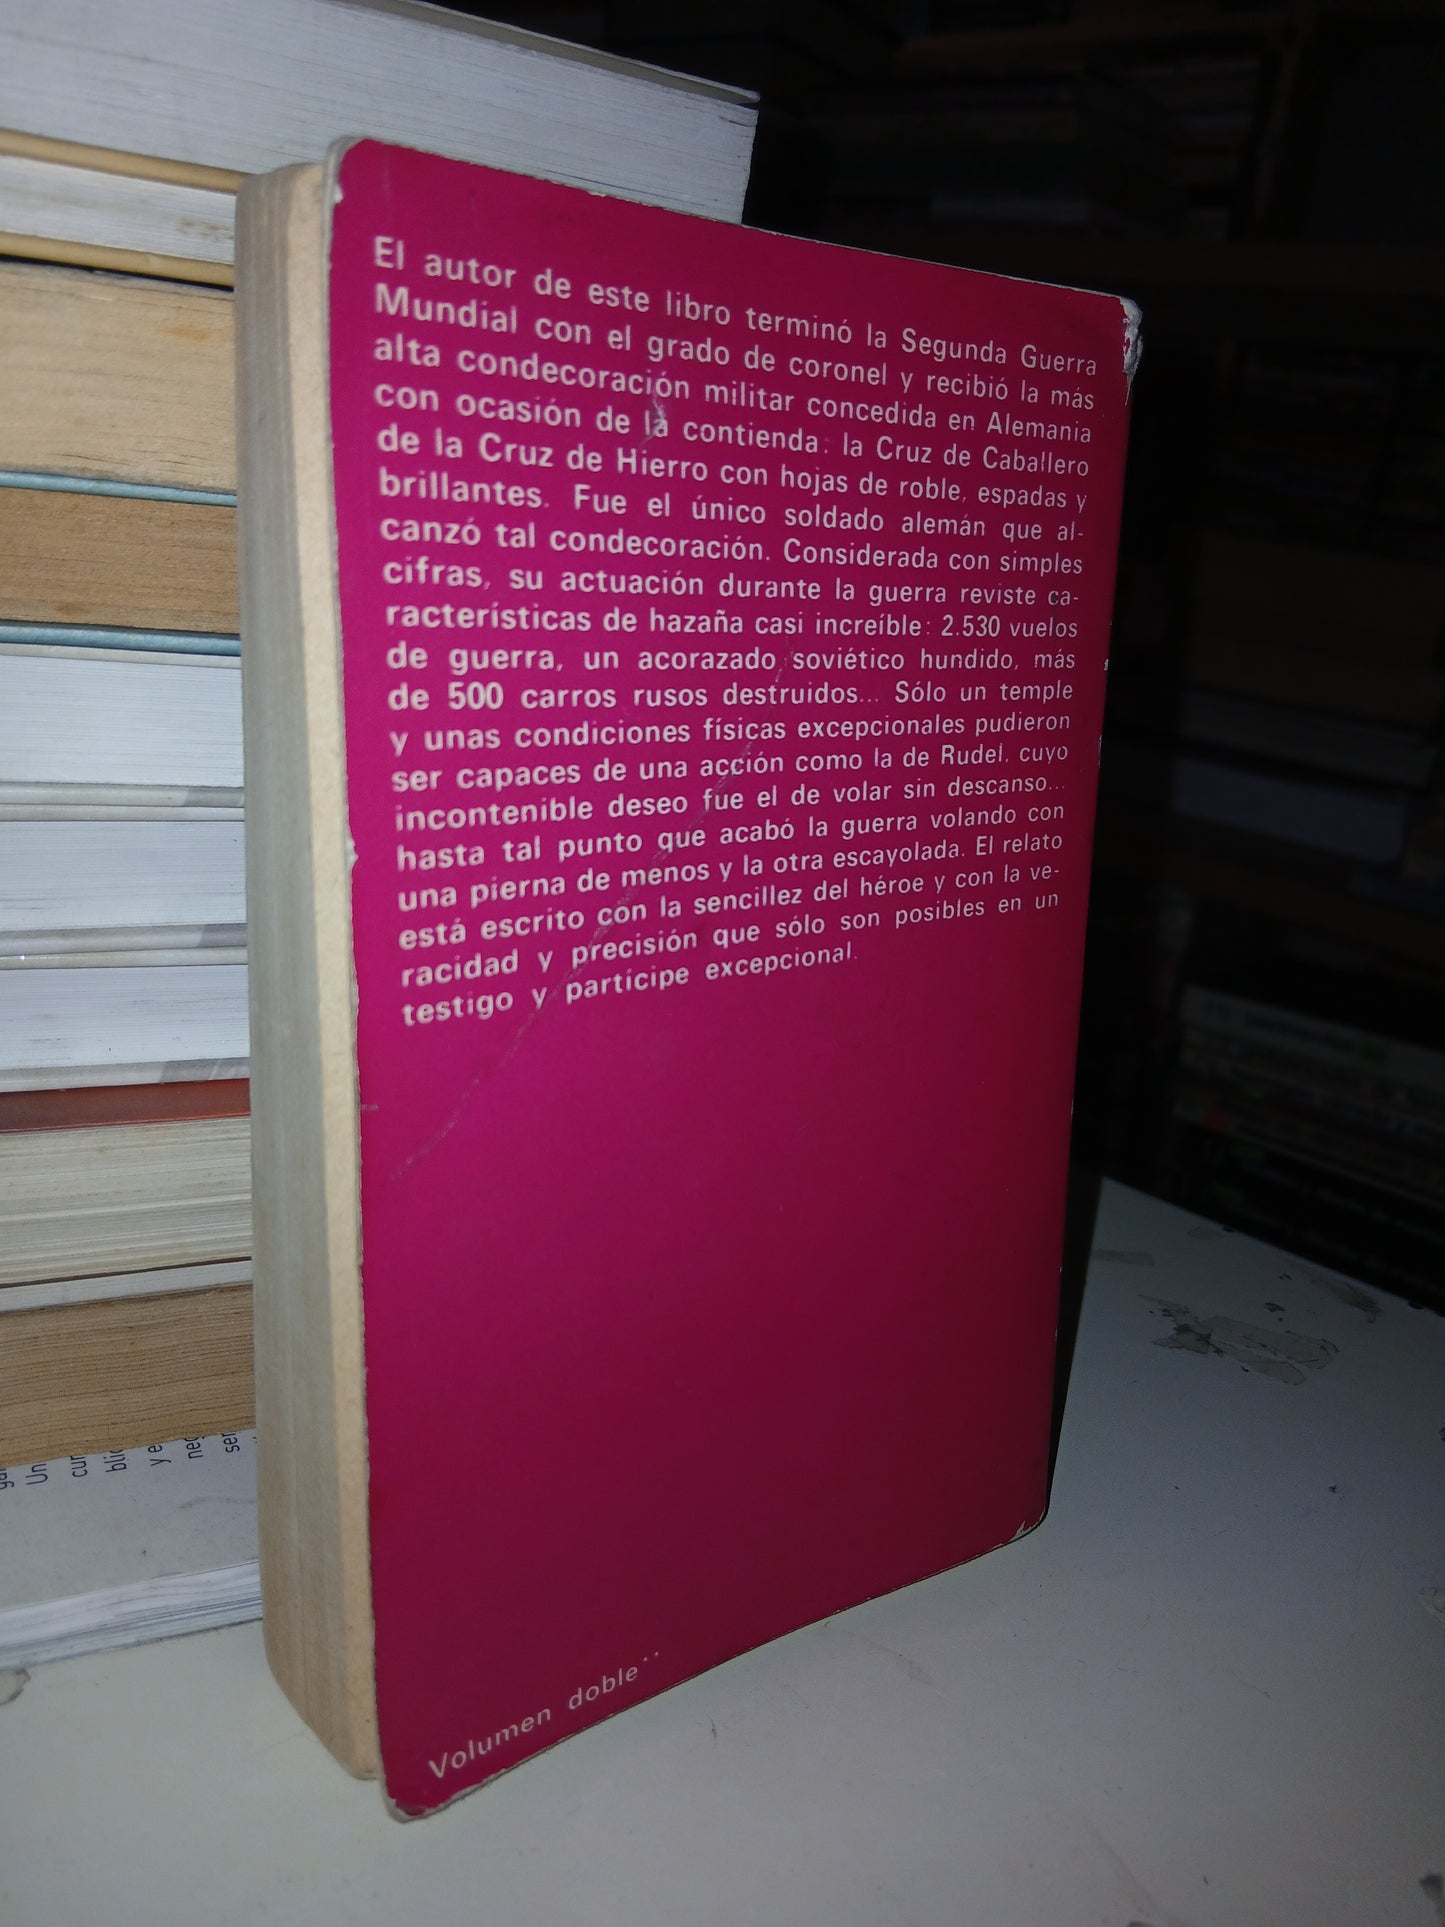 El autor de este libro terminó la Segunda Guerra
Mundial con el grado de coronel y recibió la más
alta condecoración militar concedida en Alemania
con ocasión de la contienda: la Cruz de Caballero
de la Cruz de Hierro con hojas de roble, espadas y
brillantes. Fue el único soldado alemán que al-
canzó tal condecoración. Considerada con simples
cifras, su actuación durante la guerra reviste ca-
racterísticas de hazaña casi increíble: 2.530 vuelos
de guerra, un acorazado soviético hundido, más
de 500 carros rusos destruidos... Sólo un temple
y unas condiciones físicas excepcionales pudieron
ser capaces de una acción como la de Rudel, cuyo
incontenible deseo fue el de volar sin descanso...
hasta tal punto que acabó la guerra volando con
una pierna de menos y la otra escayolada. El relato
está escrito con la sencillez del héroe y con la ve-
racidad y precisión que sólo son posibles en un
testigo y partícipe excepcional.
Volumen doble**